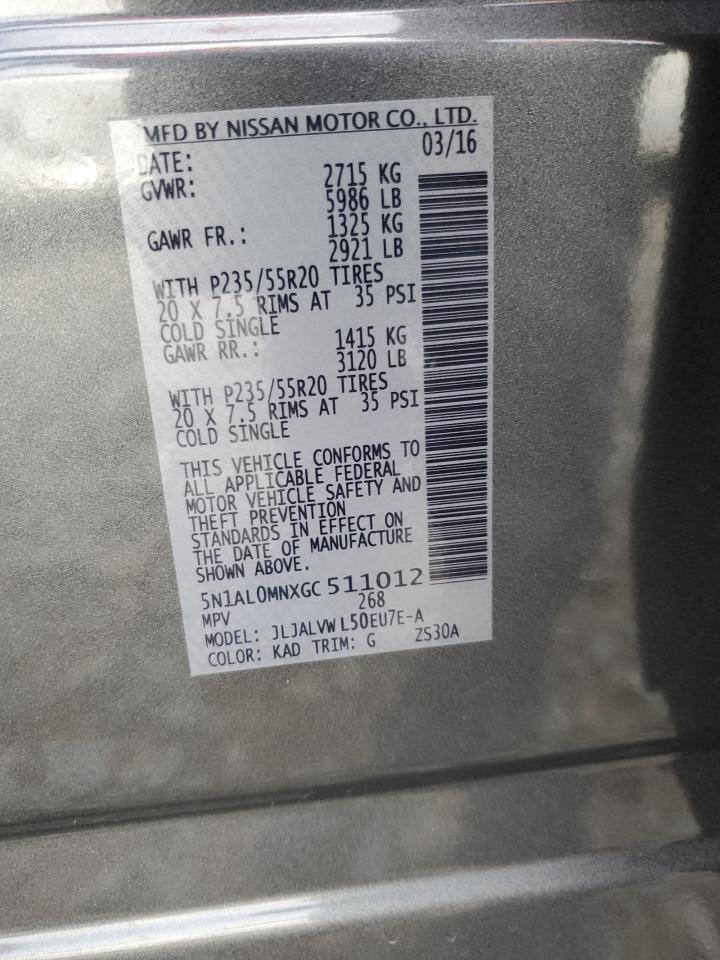 MFD BY NISSAN MOTOR CO., LTD.
DATE: 03/16
GVWR: 2715 KG
5986 LB
GAWR FR.: 1325 KG
2921 LB
WITH P235/55R20 TIRES
20 X 7.5 RIMS AT 35 PSI
COLD SINGLE
GAWR RR.: 1415 KG
3120 LB
WITH P235/55R20 TIRES
20 X 7.5 RIMS AT 35 PSI
COLD SINGLE
THIS VEHICLE CONFORMS TO
ALL APPLICABLE FEDERAL
MOTOR VEHICLE SAFETY AND
THEFT PREVENTION
STANDARDS IN EFFECT ON
THE DATE OF MANUFACTURE
SHOWN ABOVE.
5N1AL0MNXGC 511012
MPV 268
MODEL: JLJALVWL50EU7E-A
COLOR: KAD TRIM: G ZS30A